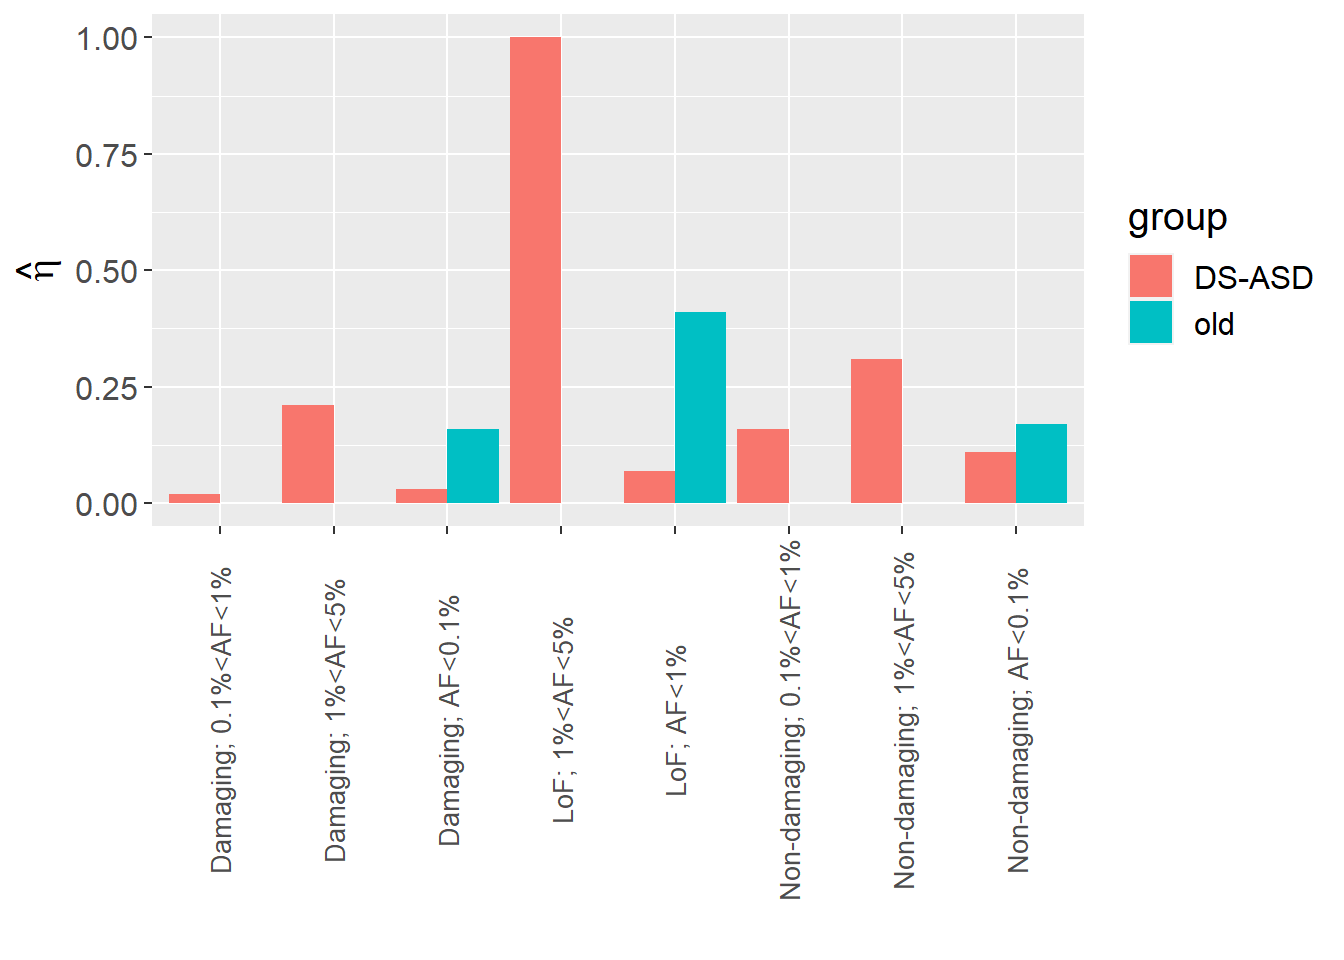 1.00
0.75
0.50
0.25
0.00
η̂
Damaging; 0.1%<AF<1%
Damaging; 1%<AF<5%
Damaging; AF<0.1%
LoF; 1%<AF<5%
LoF; AF<1%
Non-damaging; 0.1%<AF<1%
Non-damaging; 1%<AF<5%
Non-damaging; AF<0.1%
group
DS-ASD
old